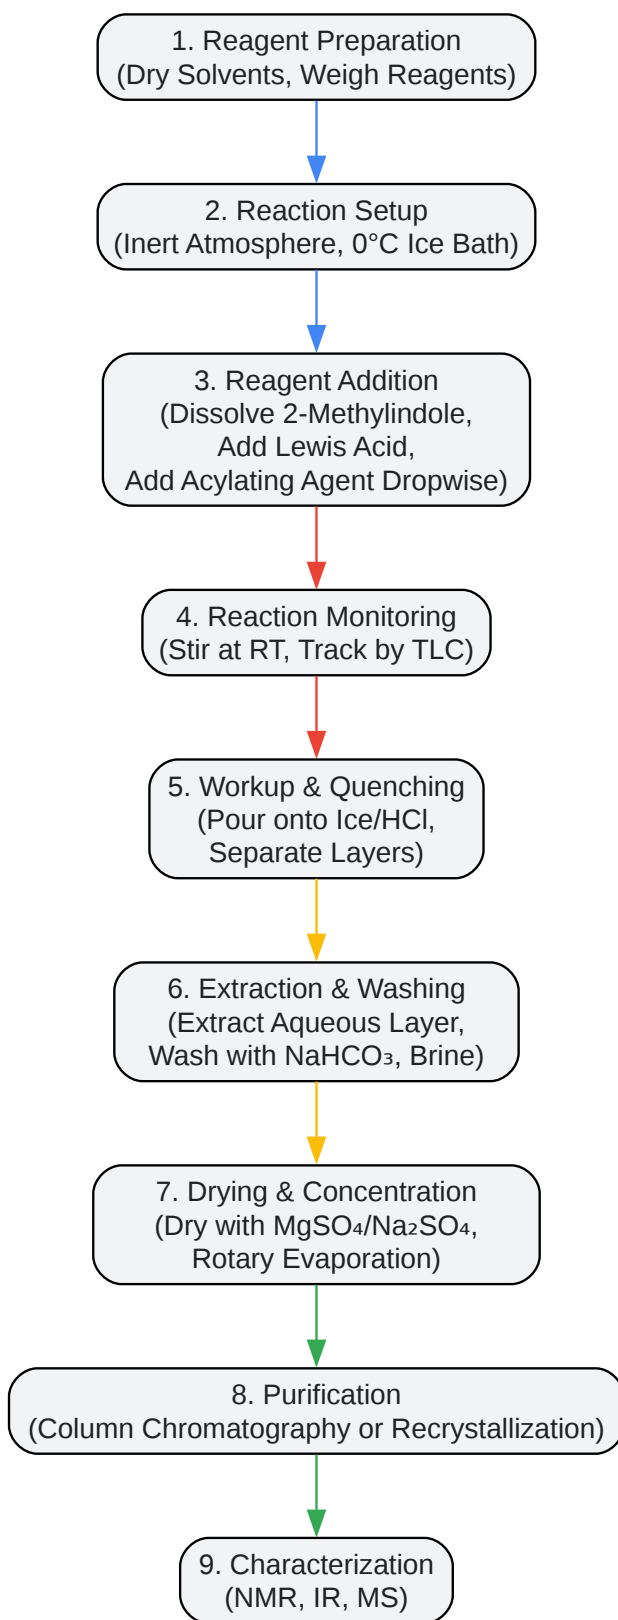 1. Reagent Preparation
(Dry Solvents, Weigh Reagents)
2. Reaction Setup
(Inert Atmosphere, 0°C Ice Bath)
3. Reagent Addition
(Dissolve 2-Methylindole,
Add Lewis Acid,
Add Acylating Agent Dropwise)
4. Reaction Monitoring
(Stir at RT, Track by TLC)
5. Workup & Quenching
(Pour onto Ice/HCl,
Separate Layers)
6. Extraction & Washing
(Extract Aqueous Layer,
Wash with NaHCO₃, Brine)
7. Drying & Concentration
(Dry with MgSO₄/Na₂SO₄,
Rotary Evaporation)
8. Purification
(Column Chromatography or Recrystallization)
9. Characterization
(NMR, IR, MS)